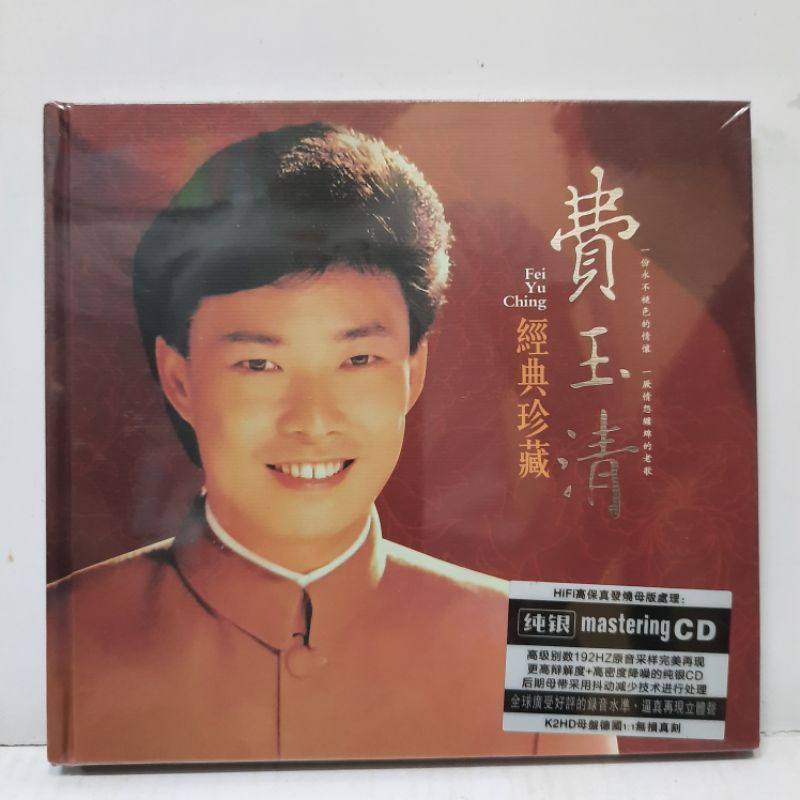 費玉清
Fei
Yu
Ching
經典珍藏
一份永不褪色的情懷 一厥情怨纏綿的老歌
HiFi高保真發燒母版處理：
纯银 mastering CD
高级别数192HZ原音采样完美再现
更高辩解度+高密度降噪的纯银CD
后期母带采用抖动减少技术进行处理
全球廣受好評的録音水準，逼真再現立體聲
K2HD母盤德國1:1無損真刻